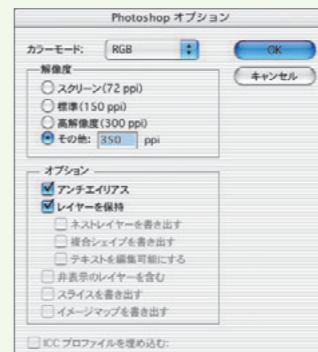 Photoshop オプション
カラーモード: RGB
OK
キャンセル
解像度
スクリーン(72 ppi)
標準(150 ppi)
高解像度(300 ppi)
その他: 350 ppi
オプション
アンチエイリアス
レイヤーを保持
ネストレイヤーを書き出す
複合シェイプを書き出す
テキストを編集可能にする
非表示のレイヤーを含む
スライスを書き出す
イメージマップを書き出す
ICC プロファイルを埋め込む: